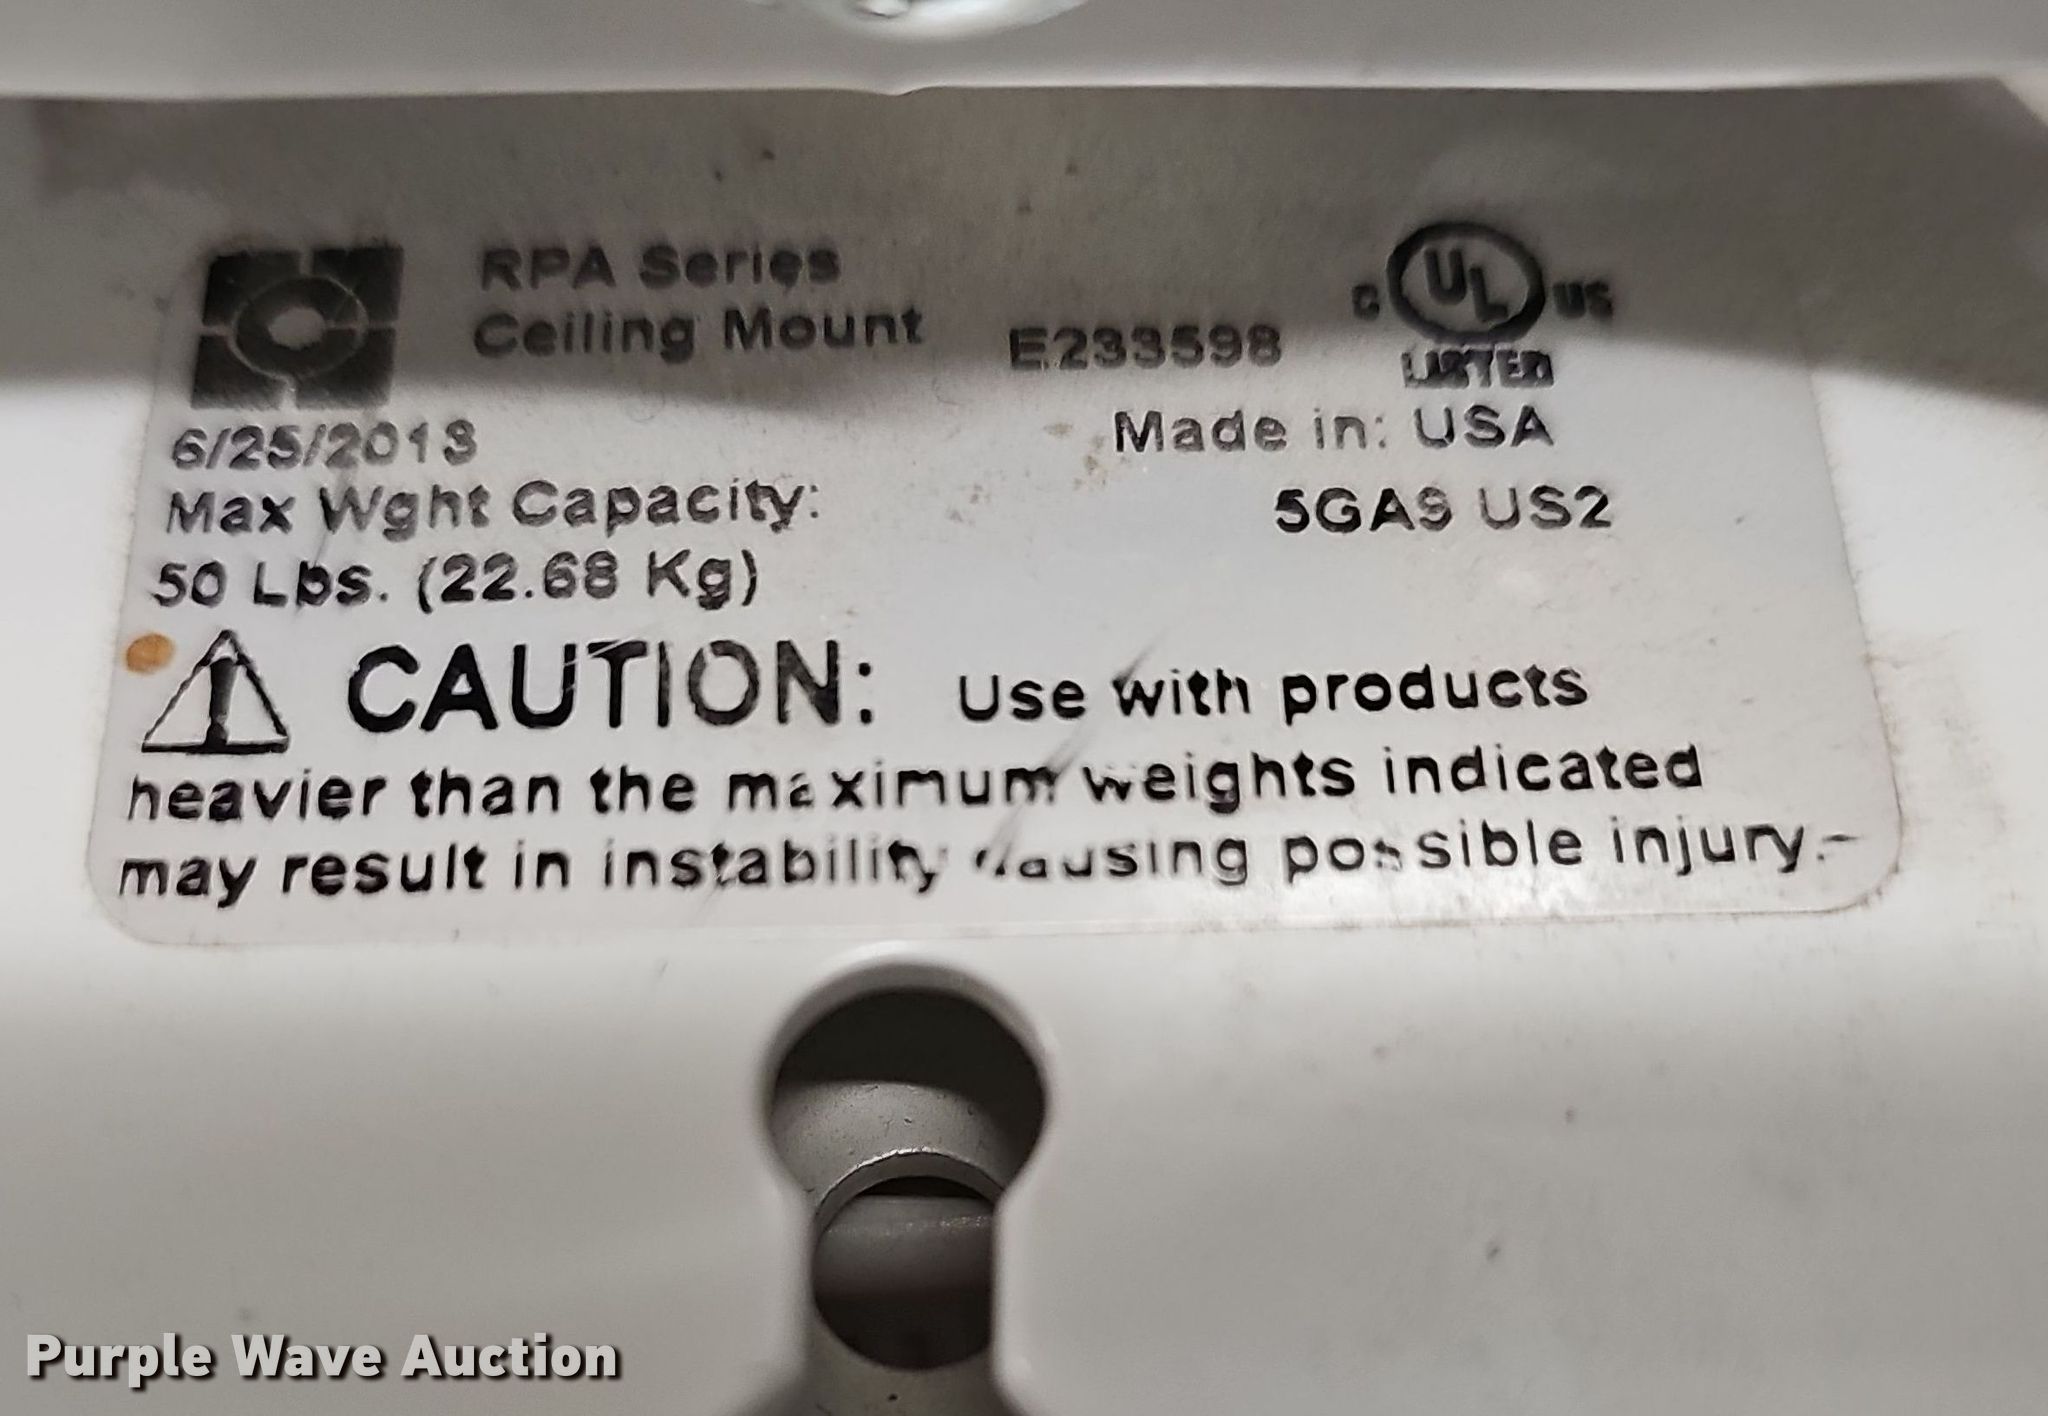 RPA Series
Ceiling Mount
E233598
C UL US
LISTED
6/25/2013
Made in: USA
Max Wght Capacity:
5GA9 US2
50 Lbs. (22.68 Kg)
CAUTION: Use with products
heavier than the maximum weights indicated
may result in instability causing possible injury.-
Purple Wave Auction